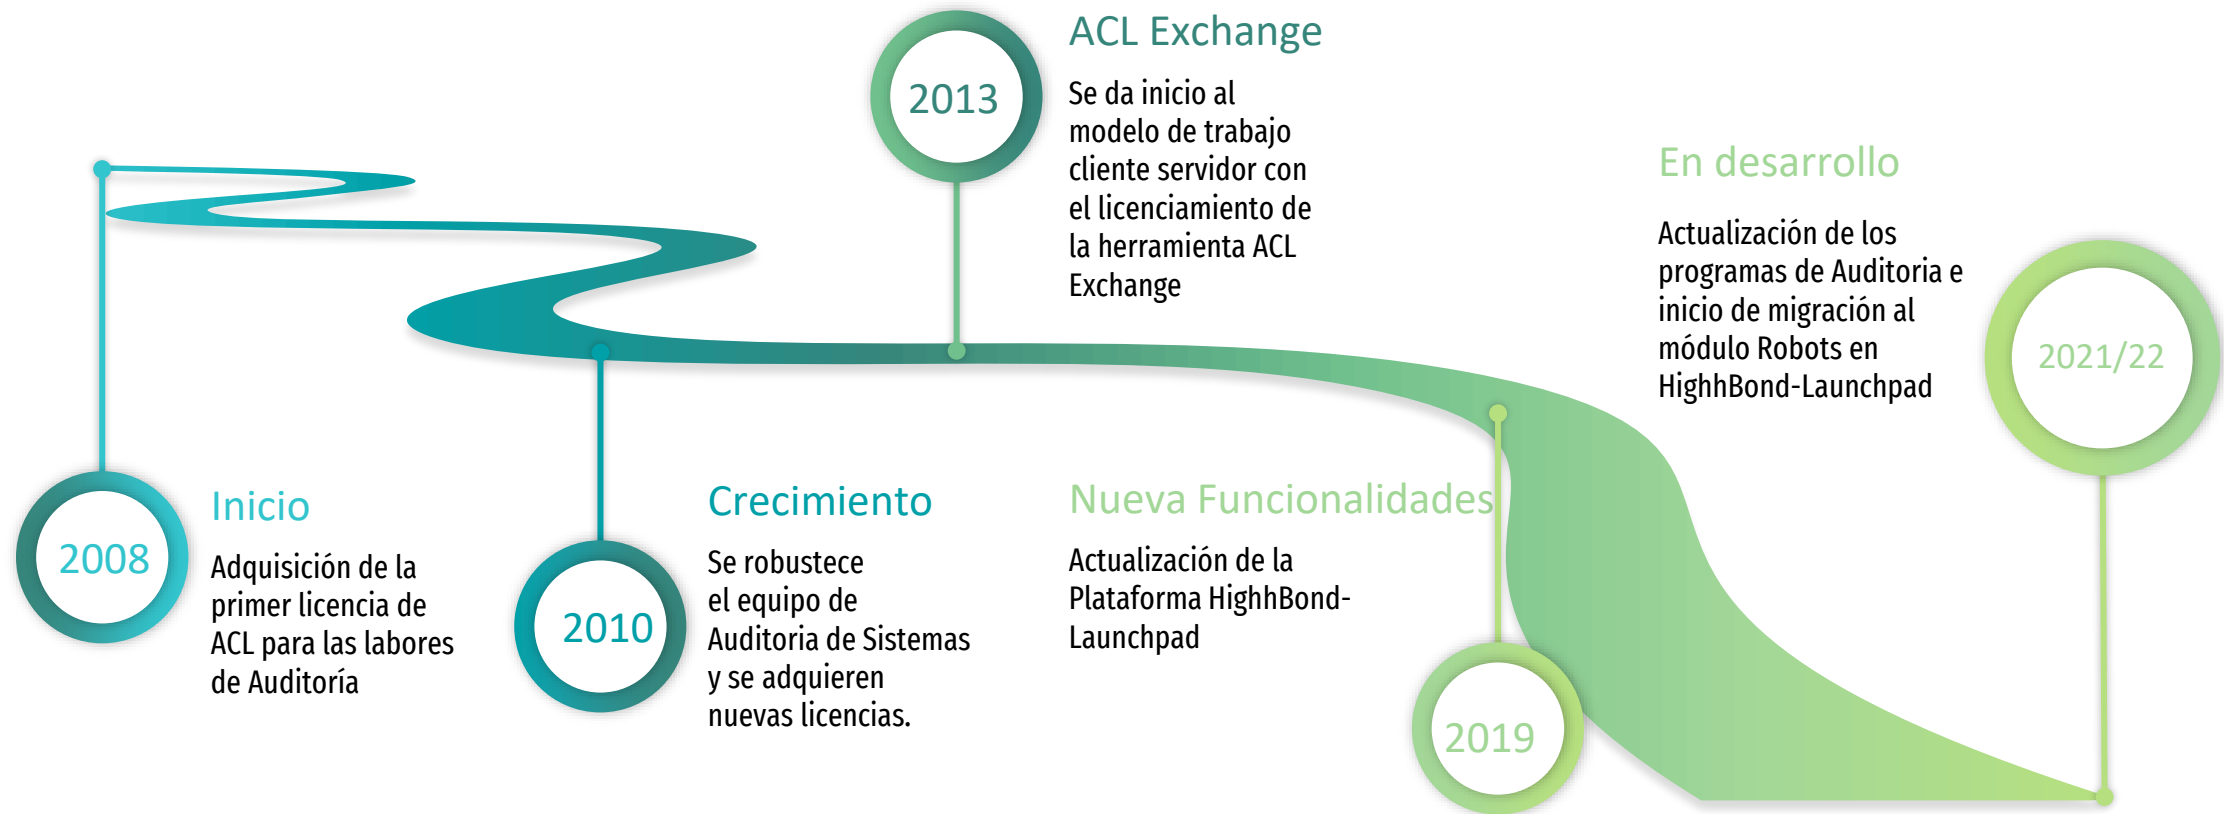 2008
Inicio
Adquisición de la
primer licencia de
ACL para las labores
de Auditoría
2010
Crecimiento
Se robustece
el equipo de
Auditoria de Sistemas
y se adquieren
nuevas licencias.
2013
ACL Exchange
Se da inicio al
modelo de trabajo
cliente servidor con
el licenciamiento de
la herramienta ACL
Exchange
2019
Nueva Funcionalidades
Actualización de la
Plataforma HighhBond-
Launchpad
2021/22
En desarrollo
Actualización de los
programas de Auditoria e
inicio de migración al
módulo Robots en
HighhBond-Launchpad